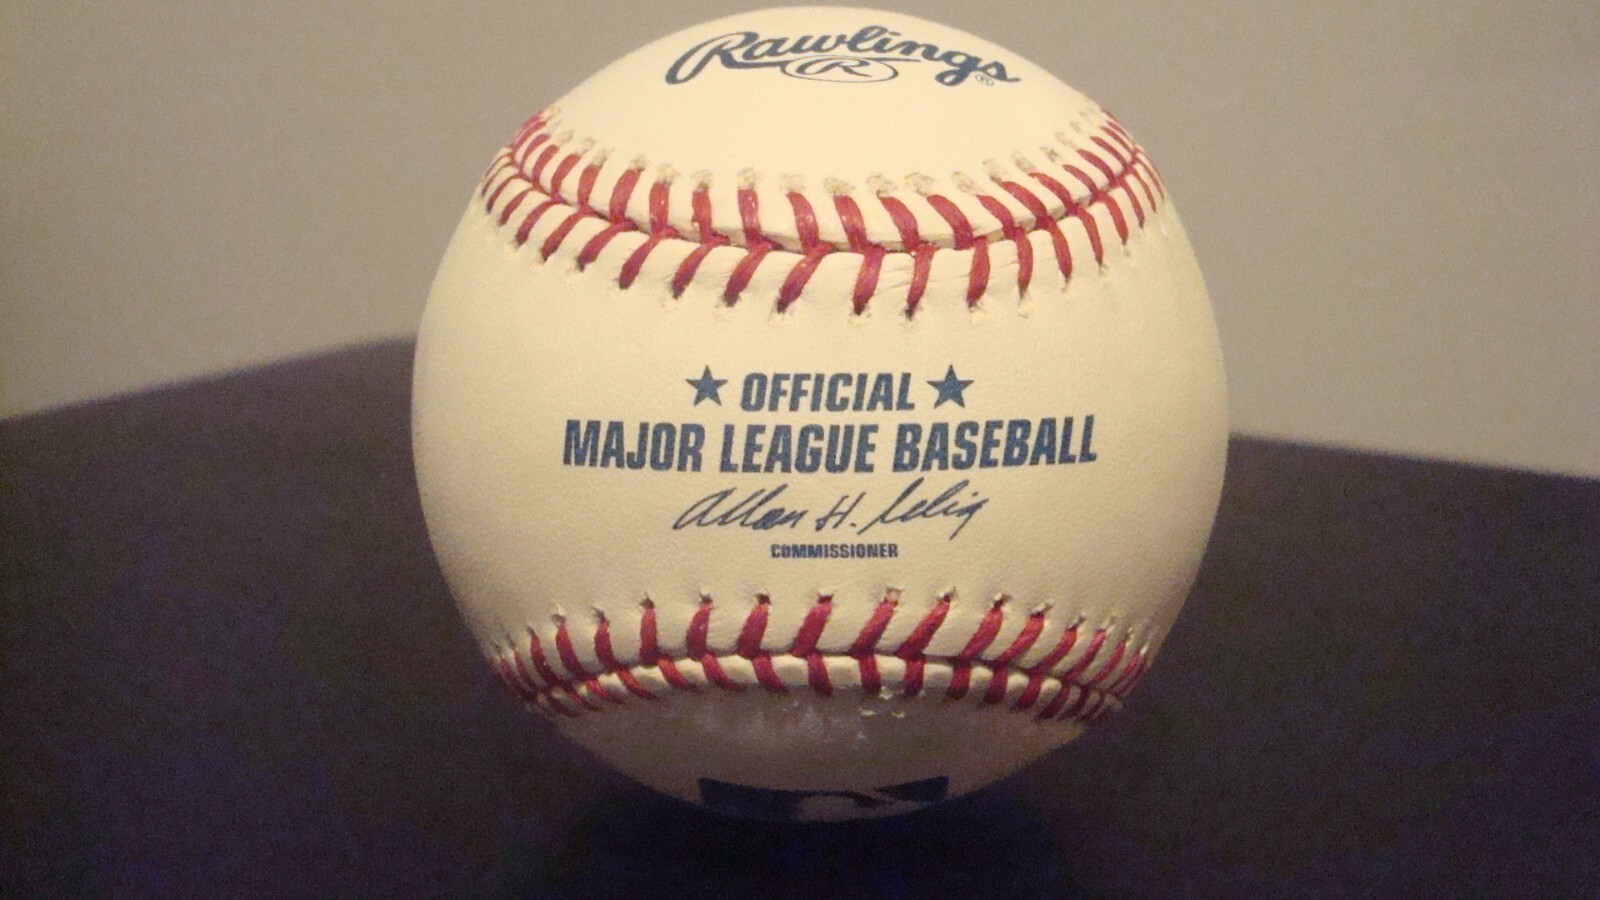 Rawlings®
R
★ OFFICIAL ★
MAJOR LEAGUE BASEBALL
Allan H. Selig
COMMISSIONER